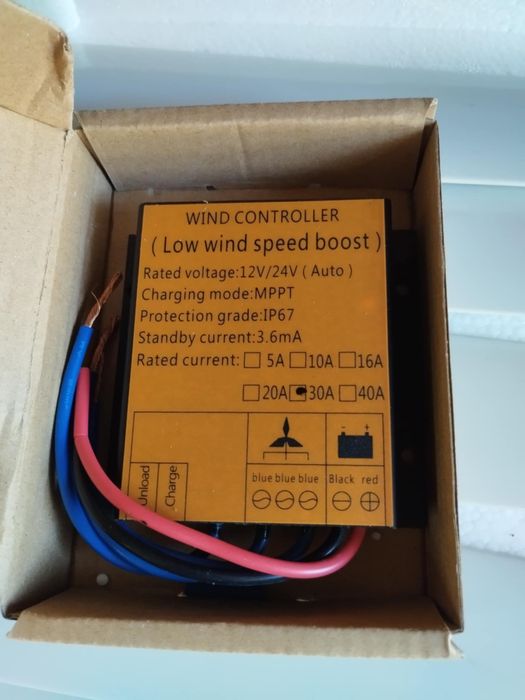 WIND CONTROLLER
( Low wind speed boost )
Rated voltage:12V/24V ( Auto )
Charging mode:MPPT
Protection grade:IP67
Standby current:3.6mA
Rated current: 5A 10A 16A
20A 30A 40A
- +
Unload
Charge
blue blue blue
Black red